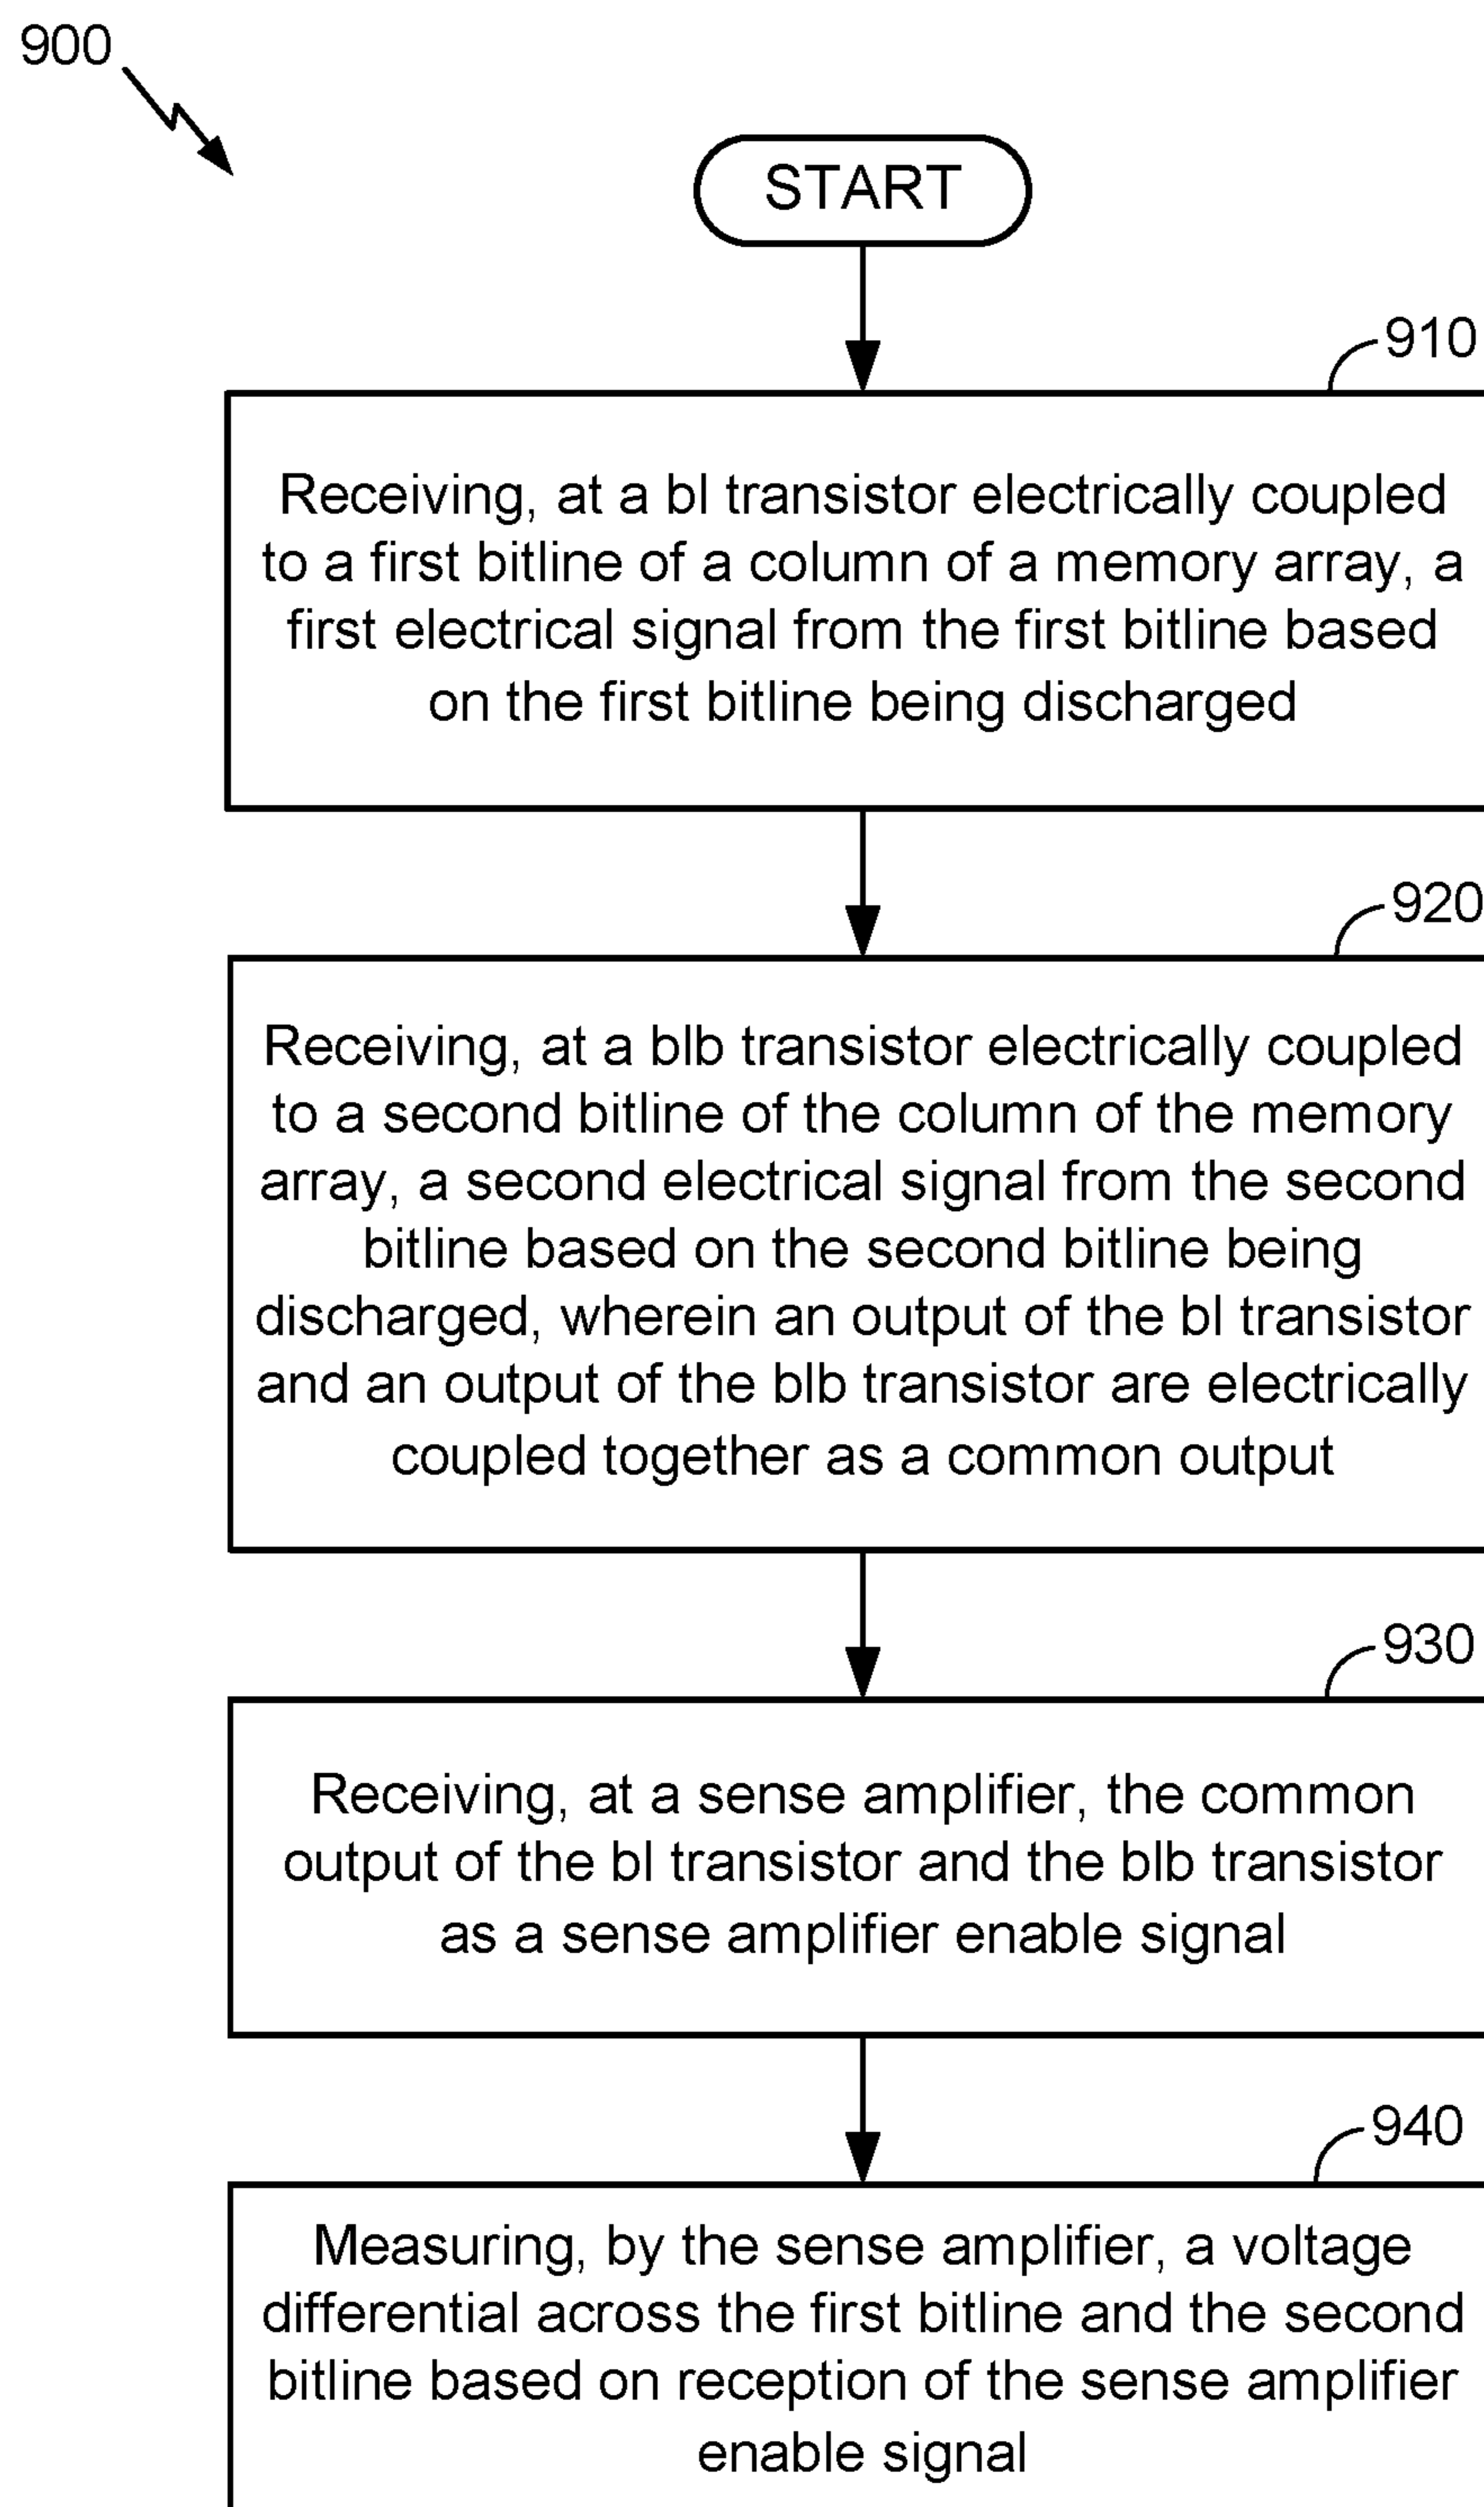 900
START
910
Receiving, at a bl transistor electrically coupled
to a first bitline of a column of a memory array, a
first electrical signal from the first bitline based
on the first bitline being discharged
920
Receiving, at a blb transistor electrically coupled
to a second bitline of the column of the memory
array, a second electrical signal from the second
bitline based on the second bitline being
discharged, wherein an output of the bl transistor
and an output of the blb transistor are electrically
coupled together as a common output
930
Receiving, at a sense amplifier, the common
output of the bl transistor and the blb transistor
as a sense amplifier enable signal
940
Measuring, by the sense amplifier, a voltage
differential across the first bitline and the second
bitline based on reception of the sense amplifier
enable signal